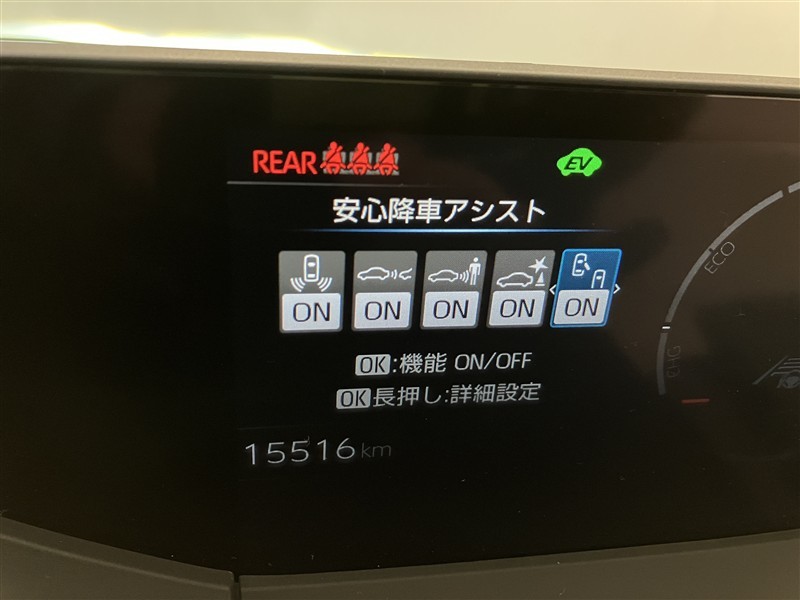 REAR
EV
安心降車アシスト
ECO
ON ON ON ON ON
CHG
OK:機能 ON/OFF
OK長押し:詳細設定
15516km